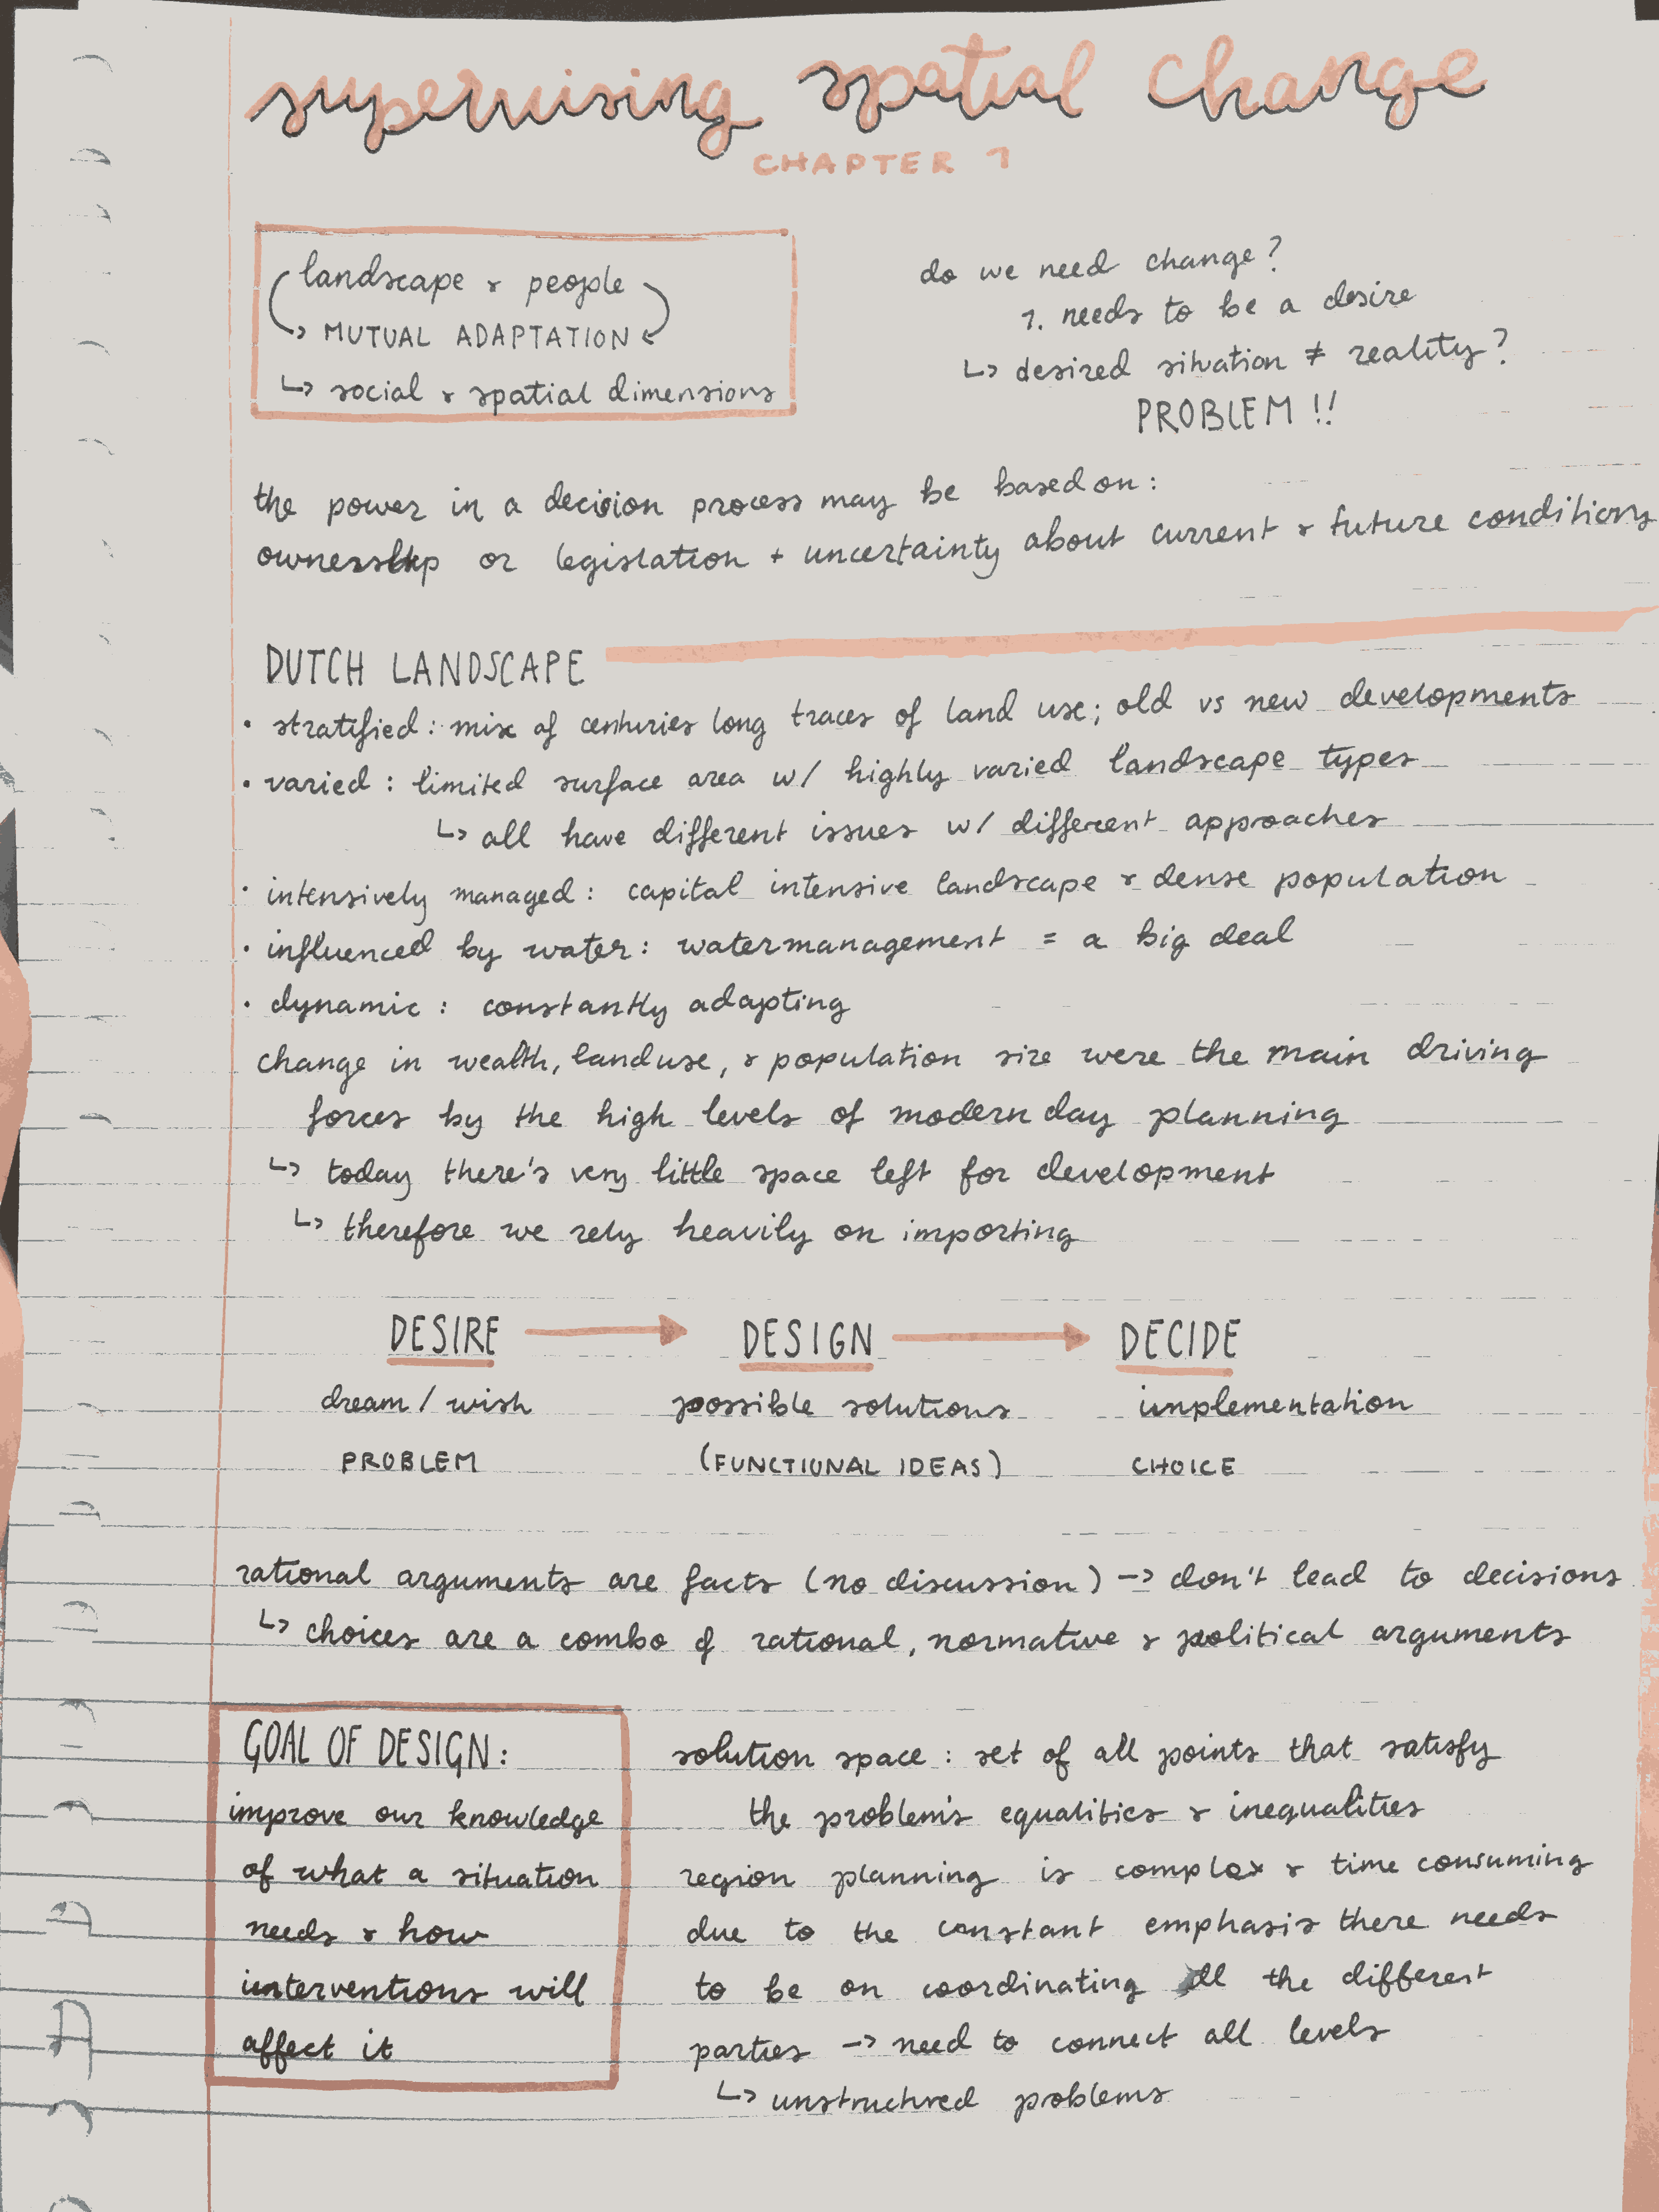 supervising spatial change
CHAPTER 1
landscape & people
↳ MUTUAL ADAPTATION ↲
↳ social & spatial dimensions
do we need change?
1. needs to be a desire
↳ desired situation ≠ reality?
PROBLEM!!
the power in a decision process may be based on:
ownership or legislation + uncertainty about current & future conditions
DUTCH LANDSCAPE
• stratified: mix of centuries long traces of land use; old vs new developments
• varied: limited surface area w/ highly varied landscape types
↳ all have different issues w/ different approaches
• intensively managed: capital intensive landscape & dense population
• influenced by water: watermanagement = a big deal
• dynamic: constantly adapting
change in wealth, landuse, & population size were the main driving
forces by the high levels of modern day planning
↳ today there's very little space left for development
↳ therefore we rely heavily on importing
DESIRE → DESIGN → DECIDE
dream / wish possible solutions implementation
PROBLEM (FUNCTIONAL IDEAS) CHOICE
rational arguments are facts (no discussion) → don't lead to decisions
↳ choices are a combo of rational, normative & political arguments
GOAL OF DESIGN:
improve our knowledge
of what a situation
needs & how
interventions will
affect it
solution space: set of all points that satisfy
the problem's equalities & inequalities
region planning is complex & time consuming
due to the constant emphasis there needs
to be on coordinating all the different
parties → need to connect all levels
↳ unstructured problems